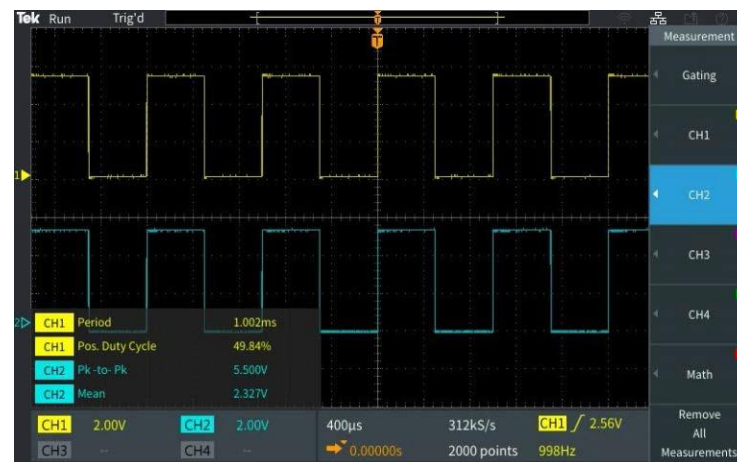 Tek Run Trig'd
T
T
Measurement
Gating
CH1
CH2
CH3
CH4
Math
Remove
All
Measurements
1
2
CH1 Period 1.002ms
CH1 Pos. Duty Cycle 49.84%
CH2 Pk -to- Pk 5.500V
CH2 Mean 2.327V
CH1 2.00V CH2 2.00V 400µs 312kS/s CH1 2.56V
CH3 -- CH4 -- 0.00000s 2000 points 998Hz